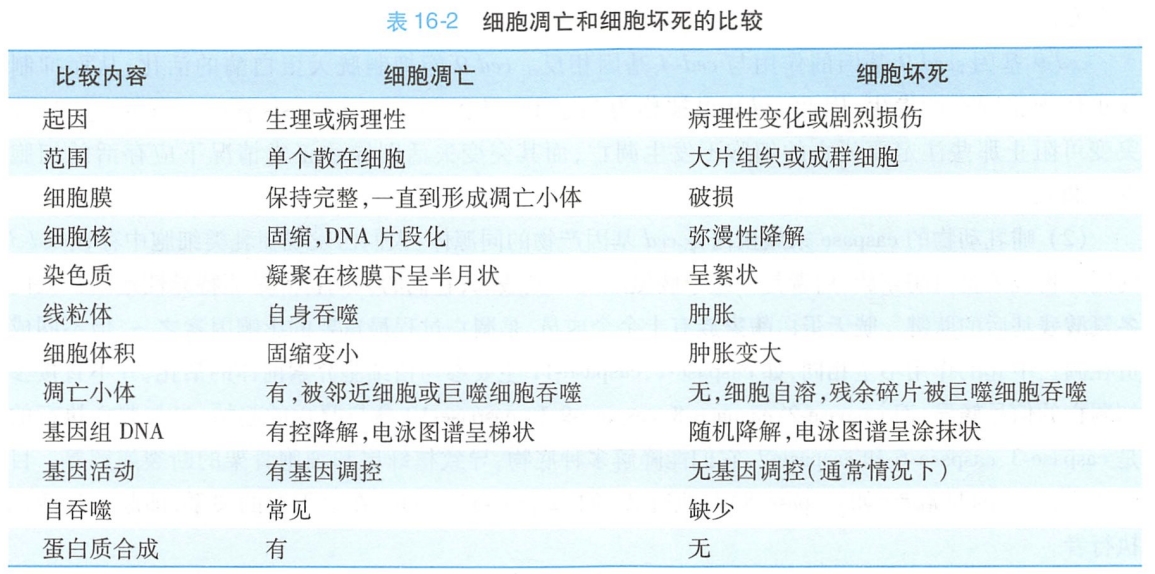 表 16-2 细胞凋亡和细胞坏死的比较
比较内容 细胞凋亡 细胞坏死
起因 生理或病理性 病理性变化或剧烈损伤
范围 单个散在细胞 大片组织或成群细胞
细胞膜 保持完整,一直到形成凋亡小体 破损
细胞核 固缩,DNA 片段化 弥漫性降解
染色质 凝聚在核膜下呈半月状 呈絮状
线粒体 自身吞噬 肿胀
细胞体积 固缩变小 肿胀变大
凋亡小体 有,被邻近细胞或巨噬细胞吞噬 无,细胞自溶,残余碎片被巨噬细胞吞噬
基因组 DNA 有控降解,电泳图谱呈梯状 随机降解,电泳图谱呈涂抹状
基因活动 有基因调控 无基因调控(通常情况下)
自吞噬 常见 缺少
蛋白质合成 有 无